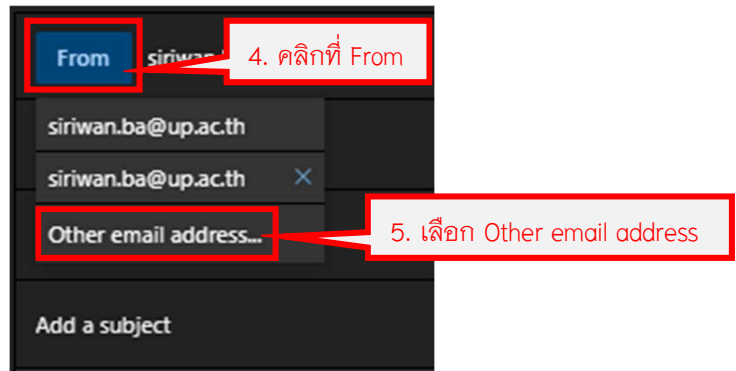 From siriwan.
4. คลิกที่ From
siriwan.ba@up.ac.th
siriwan.ba@up.ac.th
Other email address...
5. เลือก Other email address
Add a subject